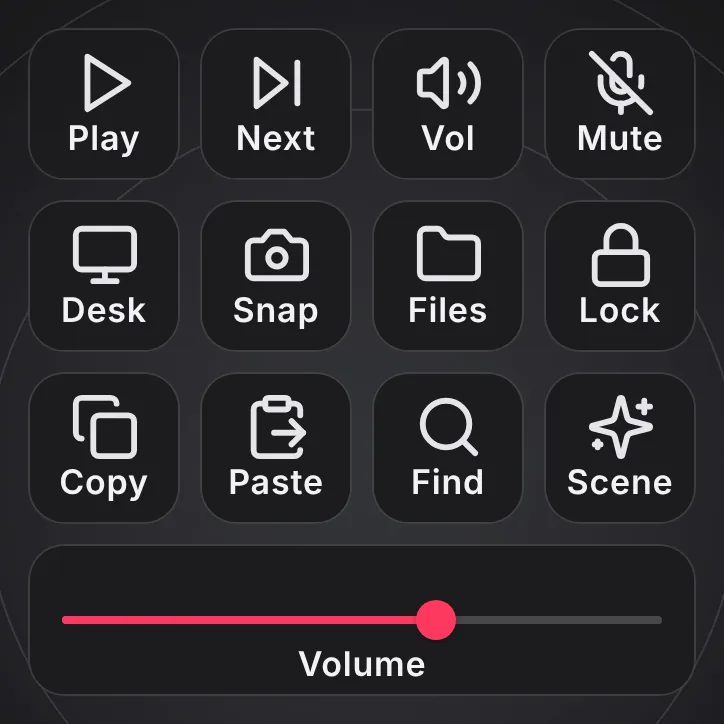 Play
Next
Vol
Mute
Desk
Snap
Files
Lock
Copy
Paste
Find
Scene
Volume